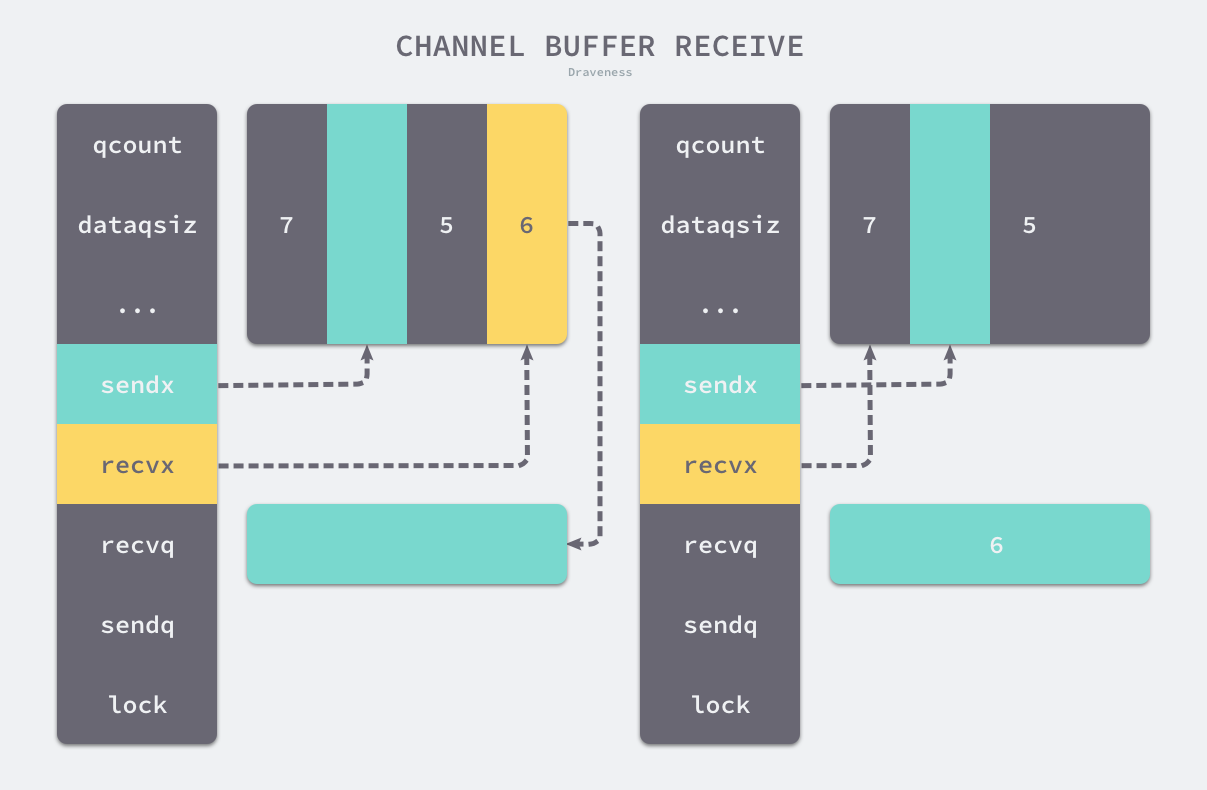 CHANNEL BUFFER RECEIVE
Draveness
qcount
dataqsiz
...
sendx
recvx
recvq
sendq
lock
7
5
6
qcount
dataqsiz
...
sendx
recvx
recvq
sendq
lock
7
5
6